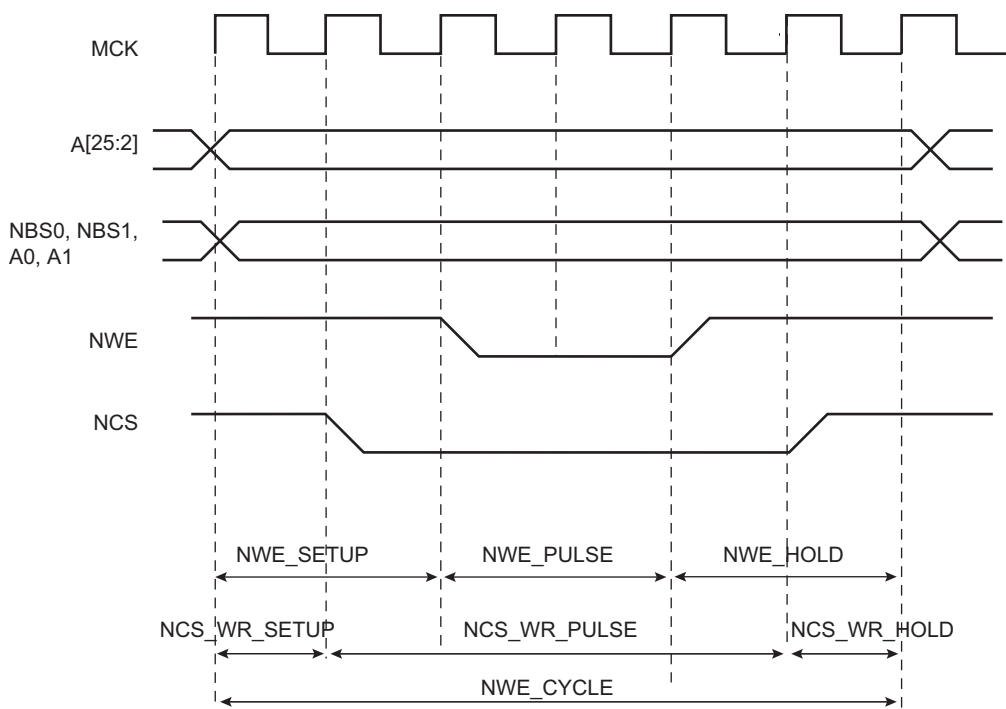 MCK
A[25:2]
NBS0, NBS1,
A0, A1
NWE
NCS
NWE_SETUP NWE_PULSE NWE_HOLD
NCS_WR_SETUP NCS_WR_PULSE NCS_WR_HOLD
NWE_CYCLE